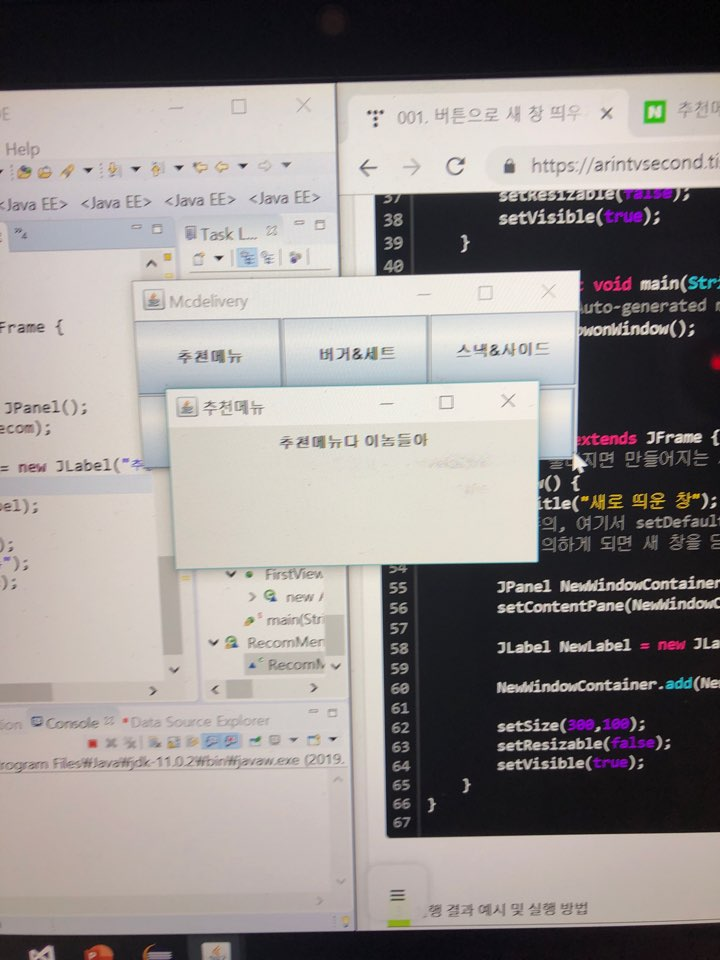 Help
<Java EE> <Java EE> <Java EE> <Java EE>
Task L...
Frame {
JPanel();
ecom);
= new JLabel("추
bel);
);
");
);
FirstView
new
main(Stri
RecomMen
RecomM
Console
Data Source Explorer
rogram Files₩Java₩jdk-11.0.2₩bin₩javaw.exe (2019.
Mcdelivery
추천메뉴
버거&세트
스낵&사이드
추천메뉴
추천메뉴다 이놈들아
001. 버튼으로 새 창 띄우
N
추천메
https://arintvsecond.ti
37 setResizable(false);
38 setVisible(true);
39 }
40
void main(Stri
uto-generated m
wonWindow();
extends JFrame {
지면 만들어지는
w() {
itle("새로 띄운 창");
의, 여기서 setDefaul
의하게 되면 새 창을 닫
54
55 JPanel NewWindowContainer
56 setContentPane(NewWindowC
57
58 JLabel NewLabel = new JLa
59
60 NewWindowContainer.add(Ne
61
62 setSize(300,100);
63 setResizable(false);
64 setVisible(true);
65 }
66 }
67
행 결과 예시 및 실행 방법